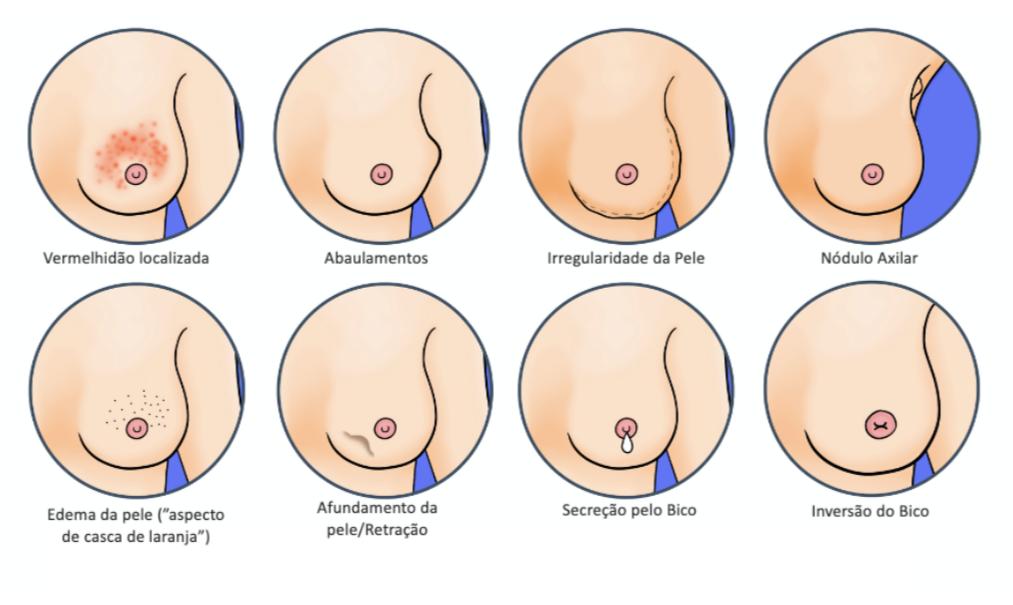 Vermelhidão localizada
Abaulamentos
Irregularidade da Pele
Nódulo Axilar
Edema da pele (“aspecto
de casca de laranja”)
Afundamento da
pele/Retração
Secreção pelo Bico
Inversão do Bico